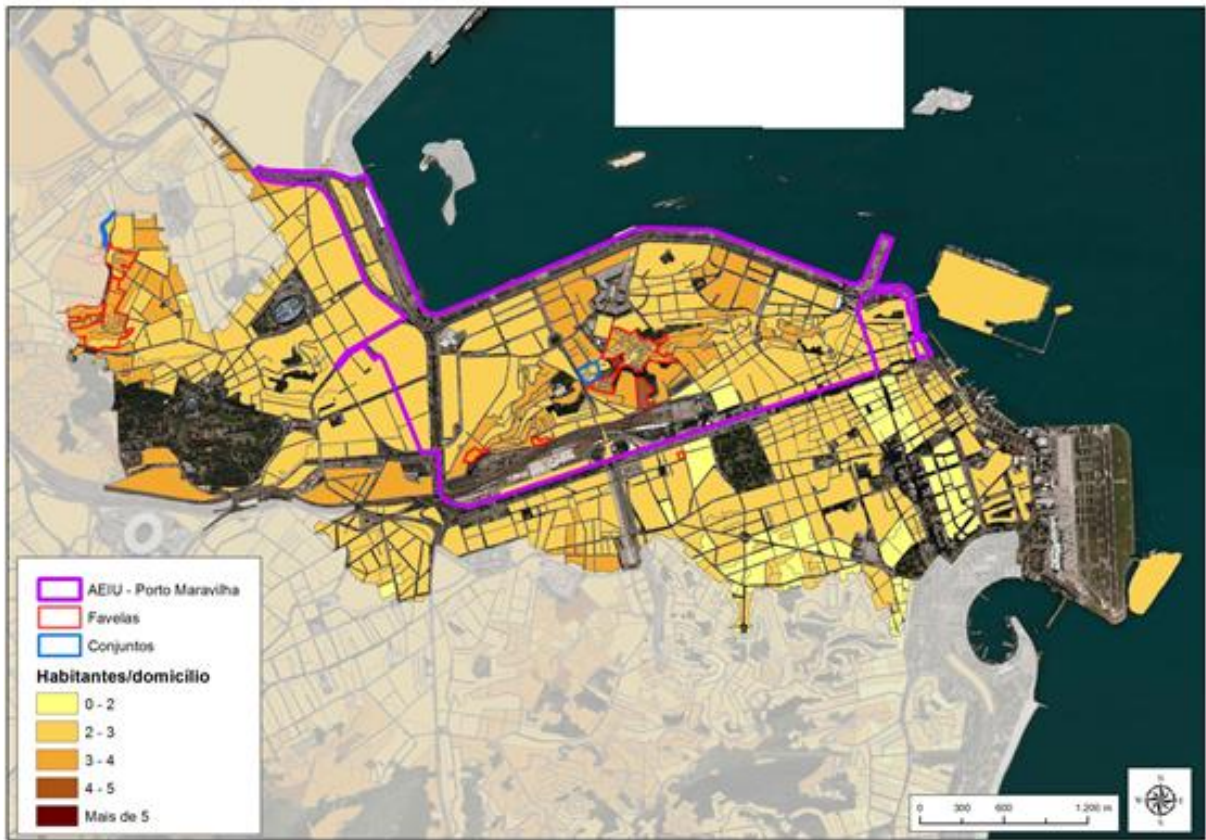 AEIU - Porto Maravilha
Favelas
Conjuntos
Habitantes/domicílio
0 - 2
2 - 3
3 - 4
4 - 5
Mais de 5
0 300 600 1.200 m